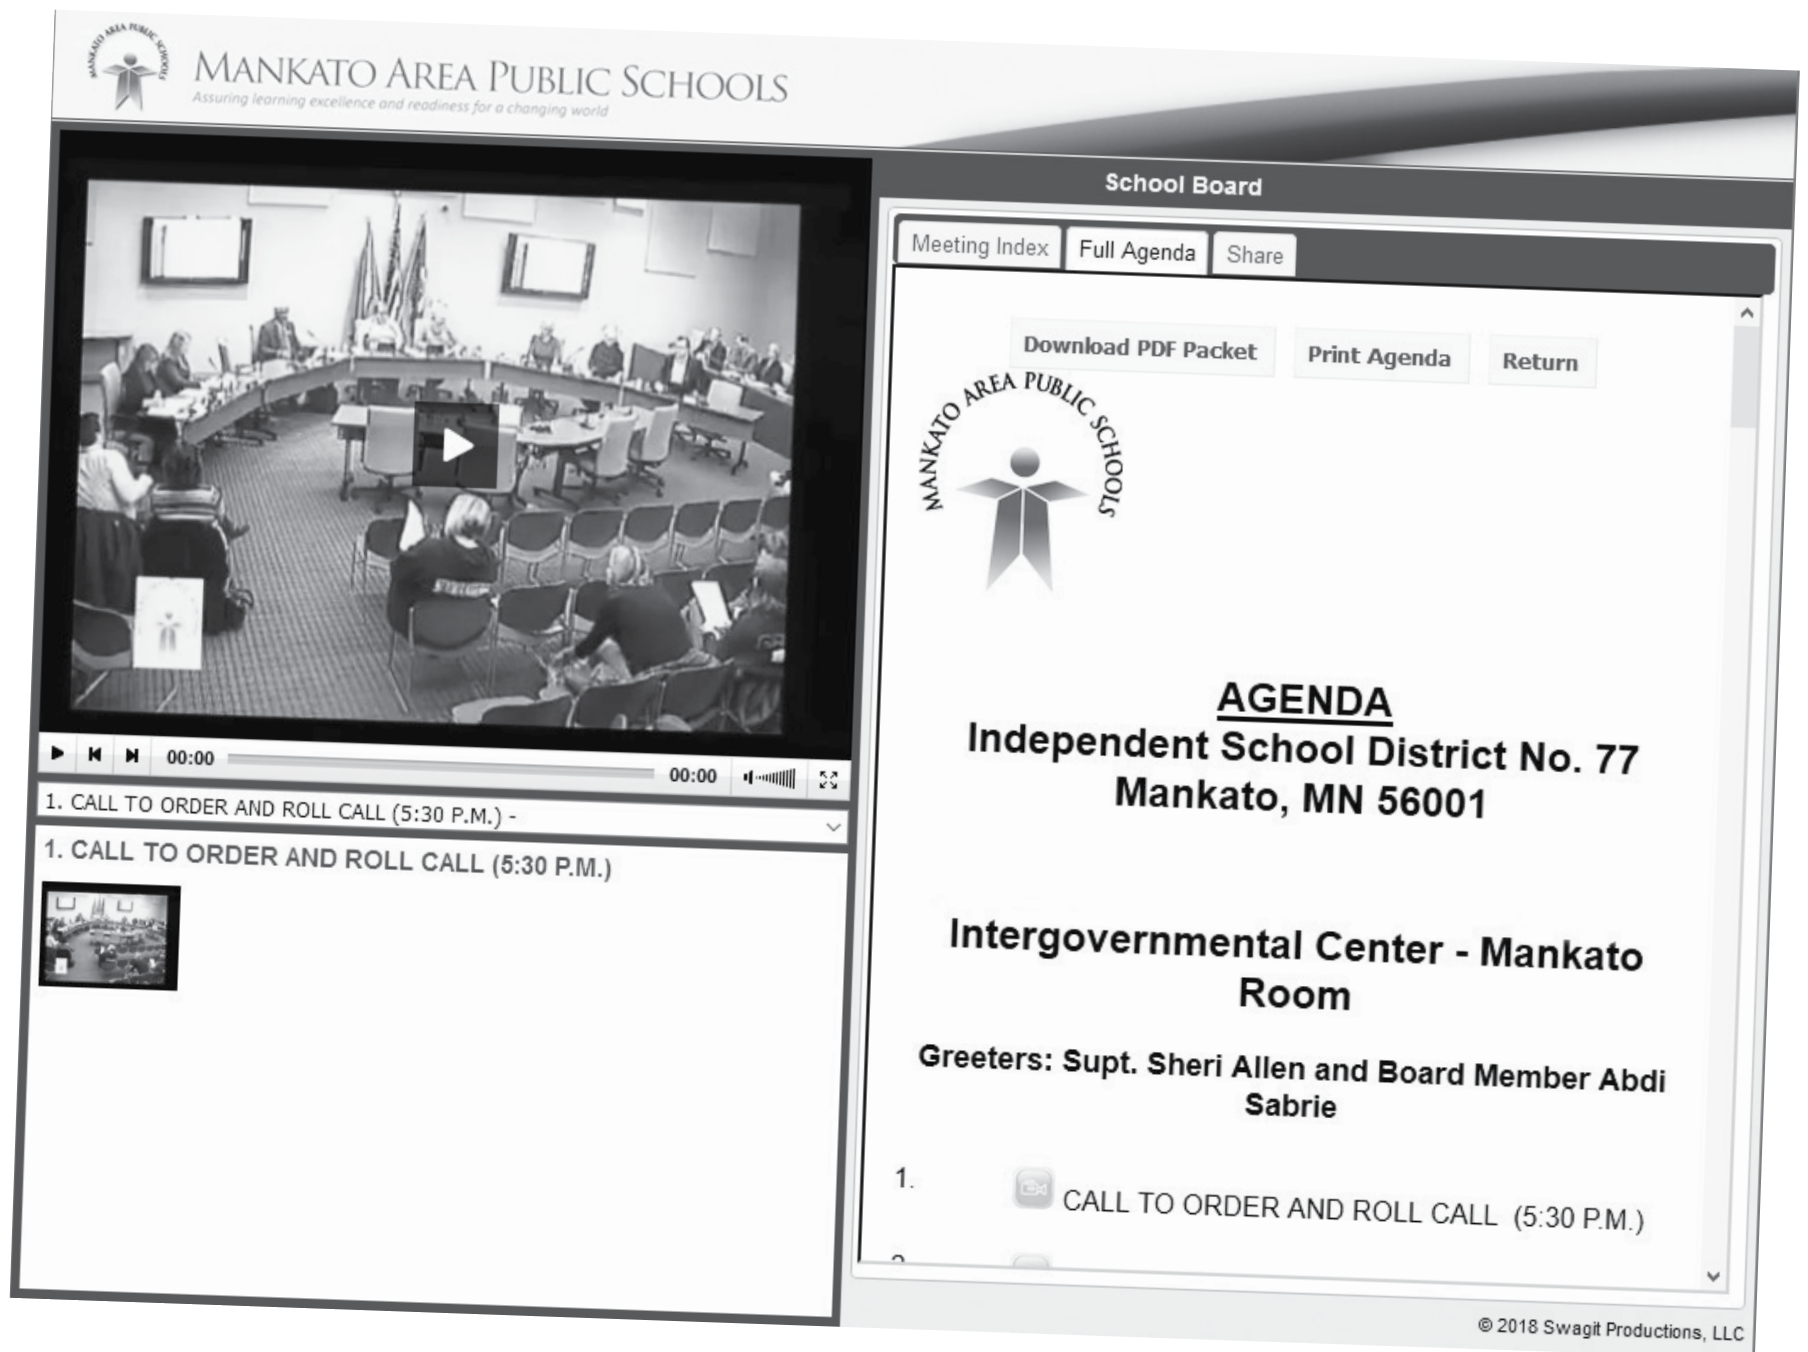 MANKATO AREA PUBLIC SCHOOLS
MANKATO AREA PUBLIC SCHOOLS
Assuring learning excellence and readiness for a changing world
School Board
Meeting Index Full Agenda Share
Download PDF Packet Print Agenda Return
MANKATO AREA PUBLIC SCHOOLS
AGENDA
Independent School District No. 77
Mankato, MN 56001
Intergovernmental Center - Mankato
Room
Greeters: Supt. Sheri Allen and Board Member Abdi
Sabrie
1. CALL TO ORDER AND ROLL CALL (5:30 P.M.)
00:00 00:00
1. CALL TO ORDER AND ROLL CALL (5:30 P.M.) -
1. CALL TO ORDER AND ROLL CALL (5:30 P.M.)
© 2018 Swagit Productions, LLC